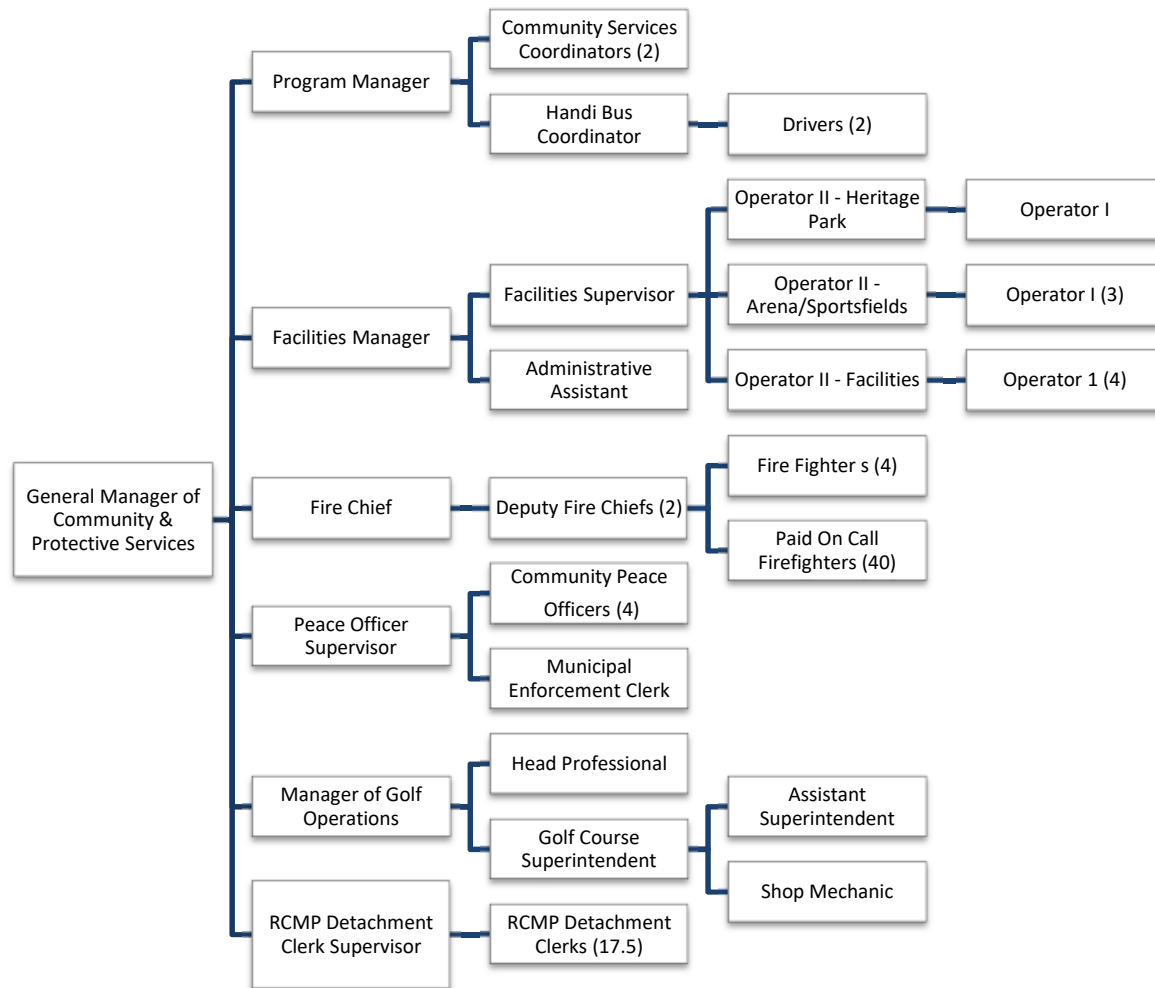 Community Services
Coordinators (2)
Program Manager
Handi Bus
Coordinator
Drivers (2)
Operator II - Heritage
Park
Operator I
Facilities Supervisor
Operator II -
Arena/Sportsfields
Operator I (3)
Facilities Manager
Administrative
Assistant
Operator II - Facilities
Operator 1 (4)
General Manager of
Community &
Protective Services
Fire Chief
Deputy Fire Chiefs (2)
Fire Fighter s (4)
Paid On Call
Firefighters (40)
Peace Officer
Supervisor
Community Peace
Officers (4)
Municipal
Enforcement Clerk
Manager of Golf
Operations
Head Professional
Golf Course
Superintendent
Assistant
Superintendent
Shop Mechanic
RCMP Detachment
Clerk Supervisor
RCMP Detachment
Clerks (17.5)